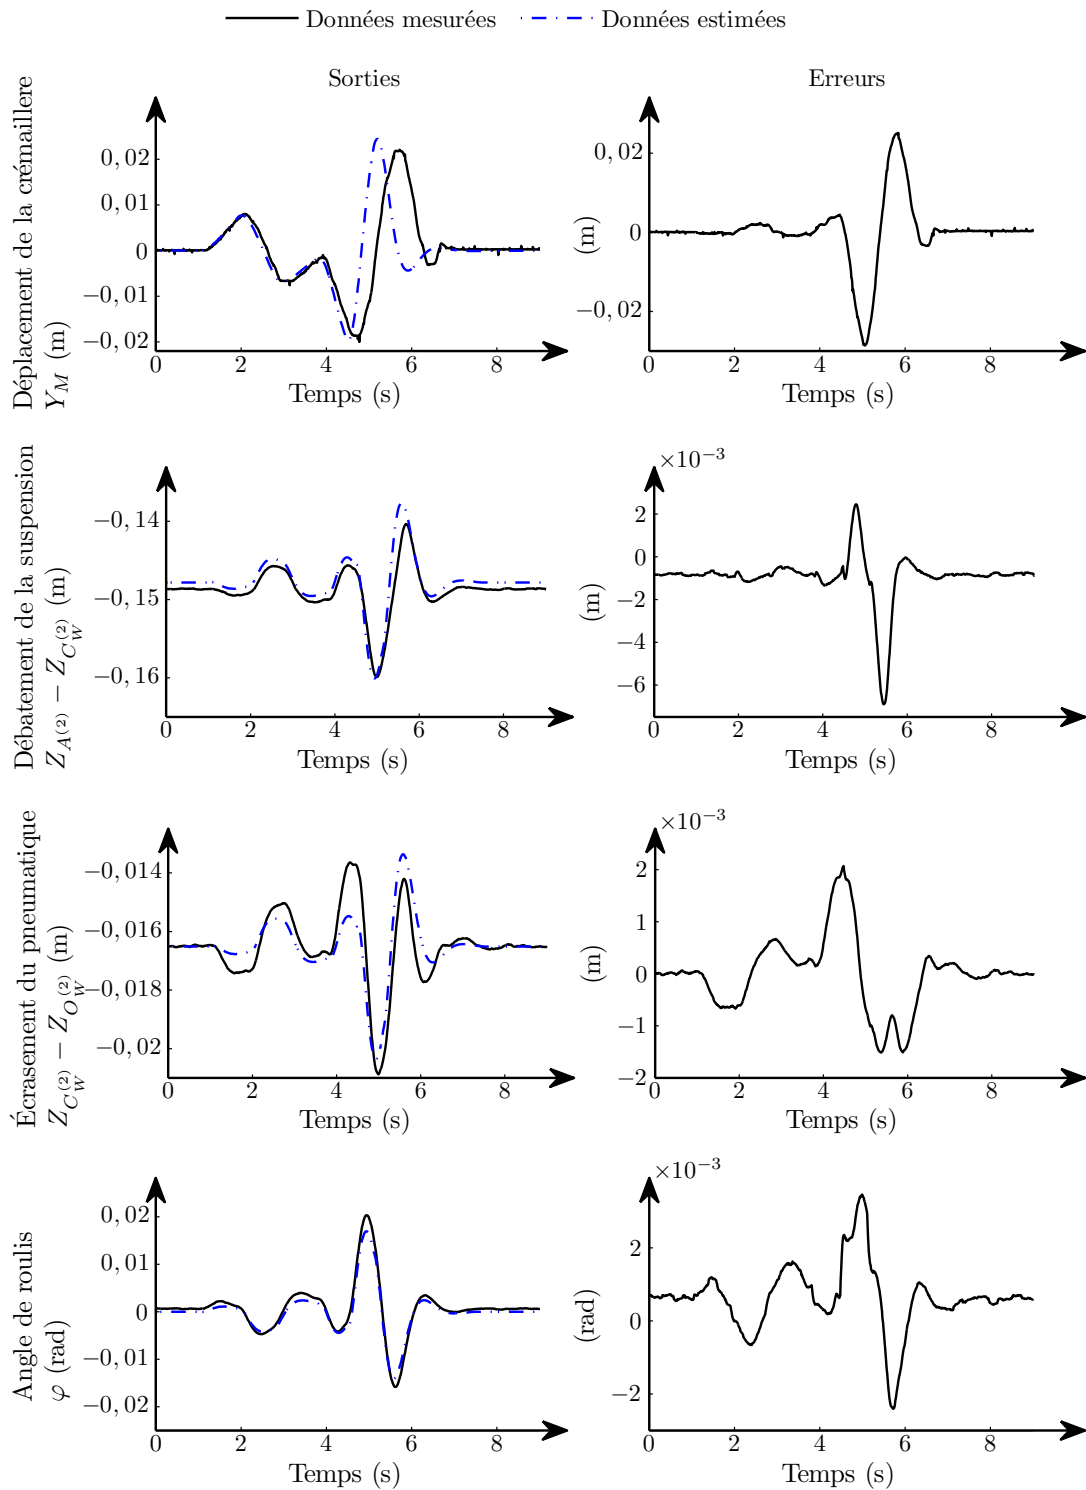 Données mesurées Données estimées
Sorties
Erreurs
Déplacement de la crémaillere
Y_M (m)
0,02
0,01
0
−0,01
−0,02
0 2 4 6 8
Temps (s)
(m)
0,02
0
−0,02
0 2 4 6 8
Temps (s)
Débatement de la suspension
Z_{A^{(2)}} − Z_{C_W^{(2)}} (m)
−0,14
−0,15
−0,16
0 2 4 6 8
Temps (s)
×10^{−3}
(m)
2
0
−2
−4
−6
0 2 4 6 8
Temps (s)
Écrasement du pneumatique
Z_{C_W^{(2)}} − Z_{O_W^{(2)}} (m)
−0,014
−0,016
−0,018
−0,02
0 2 4 6 8
Temps (s)
×10^{−3}
(m)
2
1
0
−1
−2
0 2 4 6 8
Temps (s)
Angle de roulis
φ (rad)
0,02
0,01
0
−0,01
−0,02
0 2 4 6 8
Temps (s)
×10^{−3}
(rad)
2
0
−2
0 2 4 6 8
Temps (s)